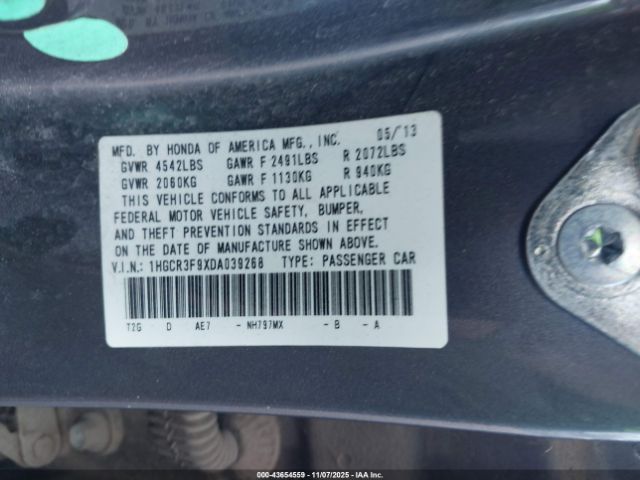 MFD. BY HONDA OF AMERICA MFG., INC. 05/13
GVWR 4542LBS GAWR F 2491LBS R 2072LBS
GVWR 2060KG GAWR F 1130KG R 940KG
THIS VEHICLE CONFORMS TO ALL APPLICABLE
FEDERAL MOTOR VEHICLE SAFETY, BUMPER,
AND THEFT PREVENTION STANDARDS IN EFFECT
ON THE DATE OF MANUFACTURE SHOWN ABOVE.
V.I.N.: 1HGCR3F9XDA039268 TYPE: PASSENGER CAR
T2G D AE7 - NH797MX - B - A
000-43654559 | 11/07/2025 | IAA Inc.